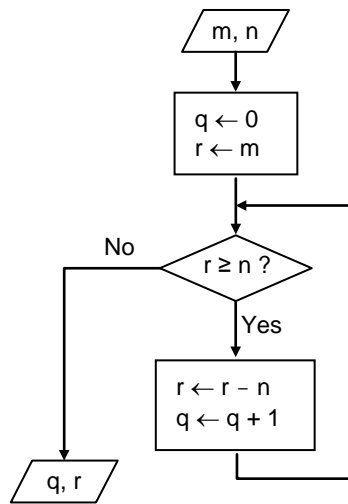 m, n
q ← 0
r ← m
No
r ≥ n ?
Yes
r ← r − n
q ← q + 1
q, r